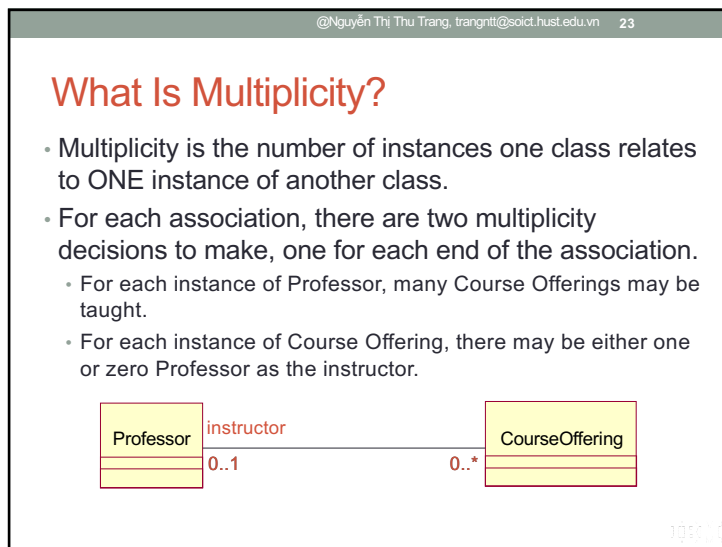 @Nguyễn Thị Thu Trang, trangntt@soict.hust.edu.vn 23
What Is Multiplicity?
• Multiplicity is the number of instances one class relates
to ONE instance of another class.
• For each association, there are two multiplicity
decisions to make, one for each end of the association.
• For each instance of Professor, many Course Offerings may be
taught.
• For each instance of Course Offering, there may be either one
or zero Professor as the instructor.
Professor
instructor
0..1
0..*
CourseOffering